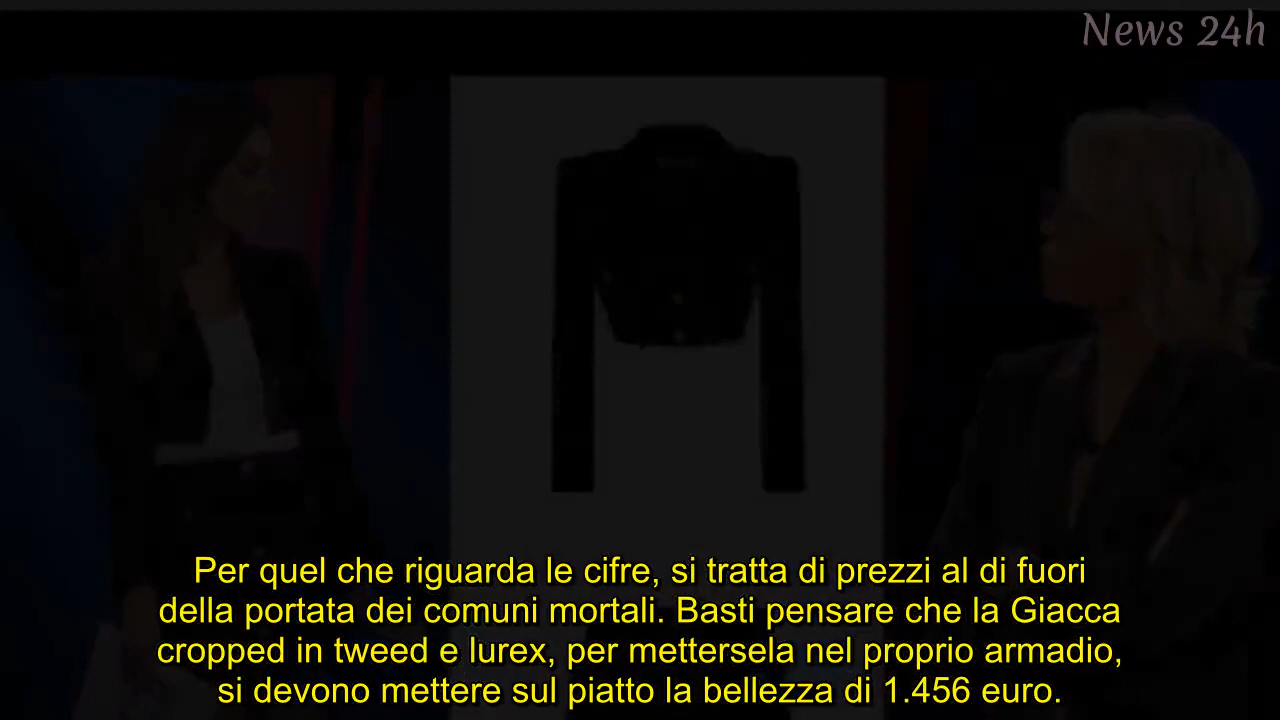 News 24h
Per quel che riguarda le cifre, si tratta di prezzi al di fuori
della portata dei comuni mortali. Basti pensare che la Giacca
cropped in tweed e lurex, per mettersela nel proprio armadio,
si devono mettere sul piatto la bellezza di 1.456 euro.